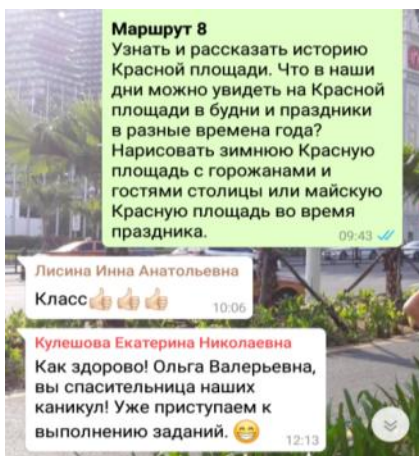 Маршрут 8
Узнать и рассказать историю
Красной площади. Что в наши
дни можно увидеть на Красной
площади в будни и праздники
в разные времена года?
Нарисовать зимнюю Красную
площадь с горожанами и
гостями столицы или майскую
Красную площадь во время
праздника.
09:43
Лисина Инна Анатольевна
Класс👍🏼👍🏼👍🏼
10:06
Кулешова Екатерина Николаевна
Как здорово! Ольга Валерьевна,
вы спасительница наших
каникул! Уже приступаем к
выполнению заданий. 😁
12:13